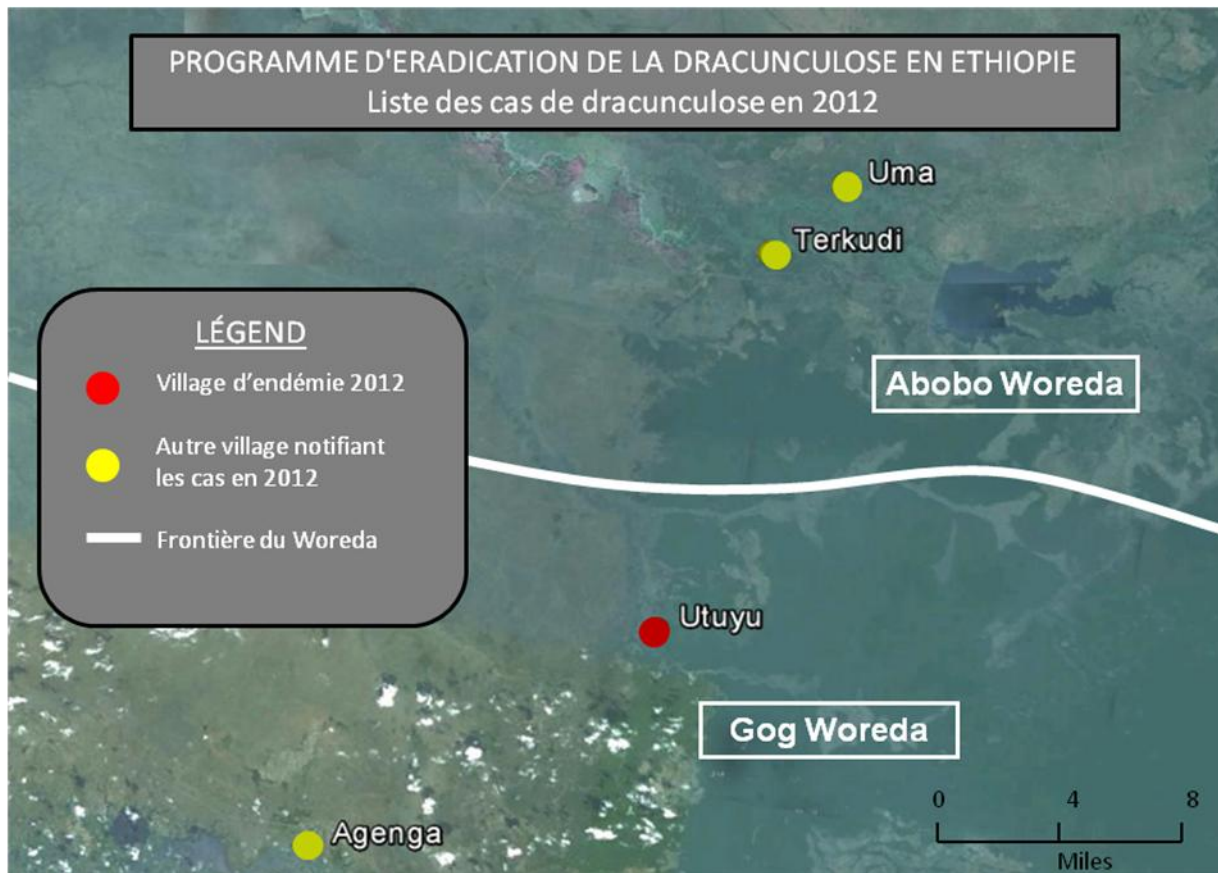 PROGRAMME D'ERADICATION DE LA DRACUNCULOSE EN ETHIOPIE
Liste des cas de dracunculose en 2012
Uma
Terkudi
LÉGEND
Village d'endémie 2012
Autre village notifiant
les cas en 2012
Frontière du Woreda
Abobo Woreda
Utuyu
Gog Woreda
Agenga
0 4 8
Miles